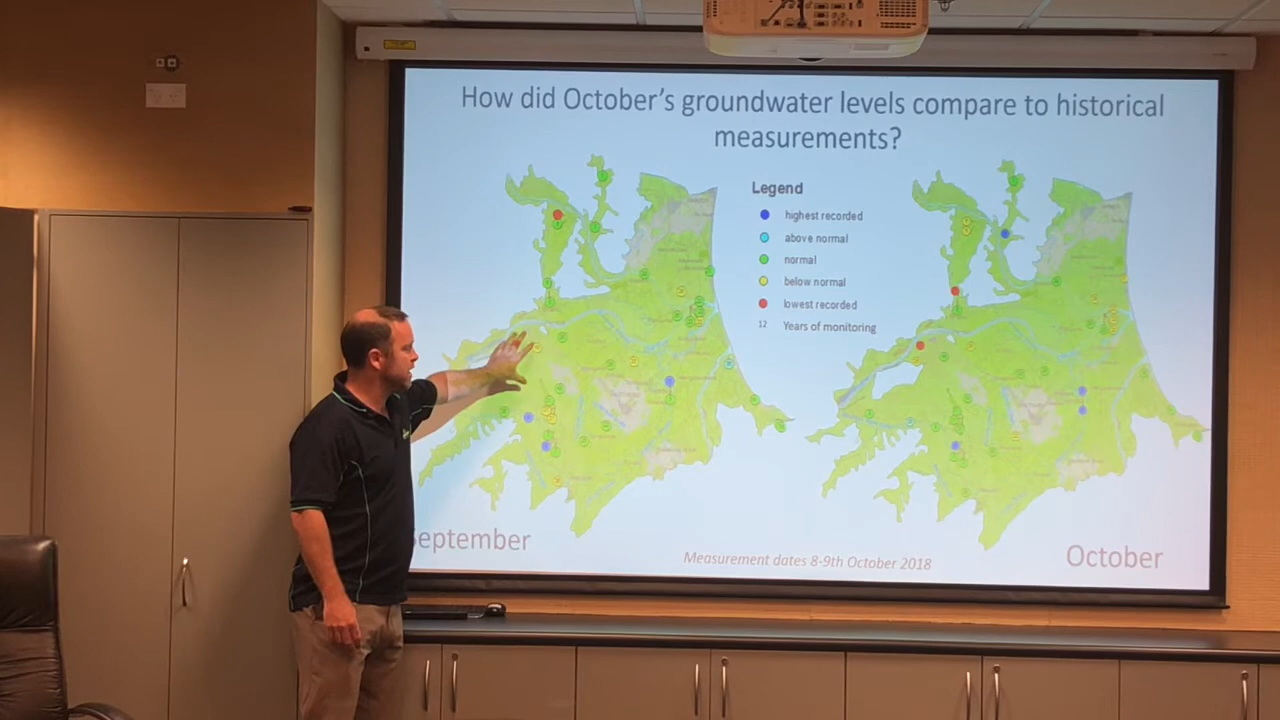 How did October's groundwater levels compare to historical
measurements?
Legend
highest recorded
above normal
normal
below normal
lowest recorded
12 Years of monitoring
September
Measurement dates 8-9th October 2018
October